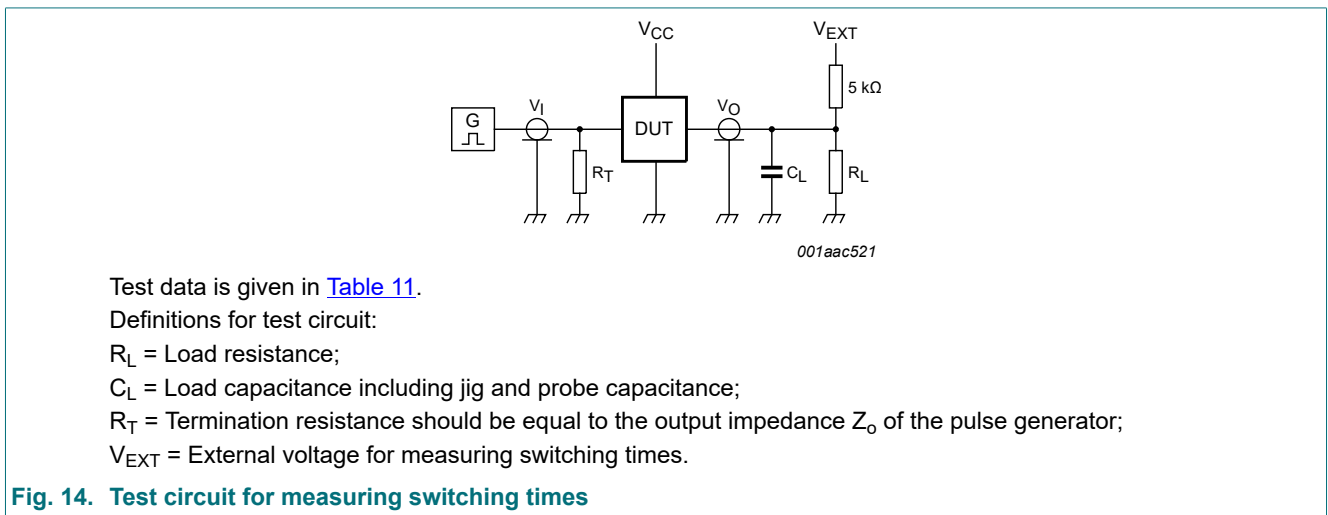 VCC
VEXT
5 kΩ
G
VI
DUT
VO
RT
CL
RL
001aac521
Test data is given in Table 11.
Definitions for test circuit:
RL = Load resistance;
CL = Load capacitance including jig and probe capacitance;
RT = Termination resistance should be equal to the output impedance Zo of the pulse generator;
VEXT = External voltage for measuring switching times.
Fig. 14. Test circuit for measuring switching times